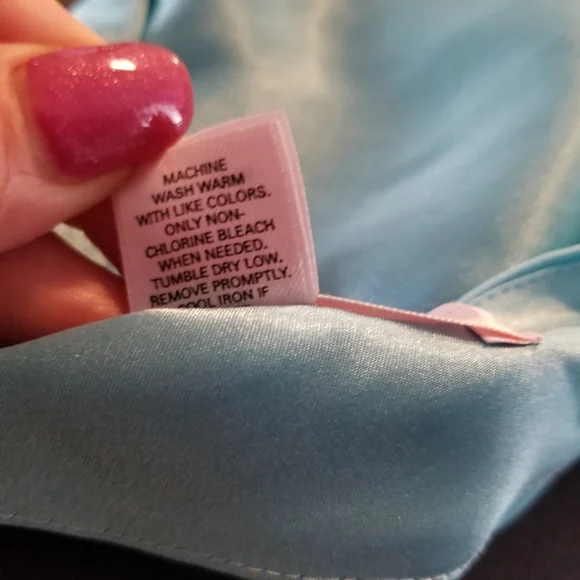 MACHINE
WASH WARM
WITH LIKE COLORS.
ONLY NON-
CHLORINE BLEACH
WHEN NEEDED.
TUMBLE DRY LOW.
REMOVE PROMPTLY.
COOL IRON IF